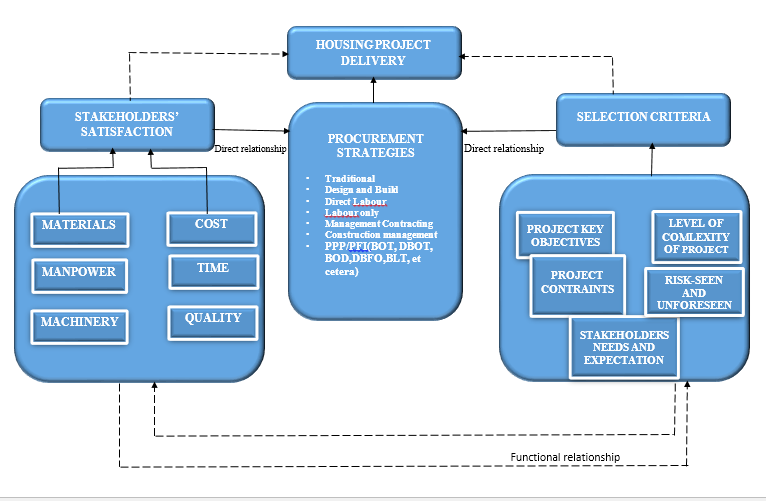 HOUSING PROJECT
DELIVERY
STAKEHOLDERS'
SATISFACTION
SELECTION CRITERIA
Direct relationship
Direct relationship
PROCUREMENT
STRATEGIES
• Traditional
• Design and Build
• Direct Labour
• Labour only
• Management Contracting
• Construction management
• PPP/PFI(BOT, DBOT,
BOD,DBFO,BLT, et
cetera)
MATERIALS
COST
MANPOWER
TIME
MACHINERY
QUALITY
PROJECT KEY
OBJECTIVES
LEVEL OF
COMLEXITY
OF PROJECT
PROJECT
CONTRAINTS
RISK-SEEN
AND
UNFORESEEN
STAKEHOLDERS
NEEDS AND
EXPECTATION
Functional relationship